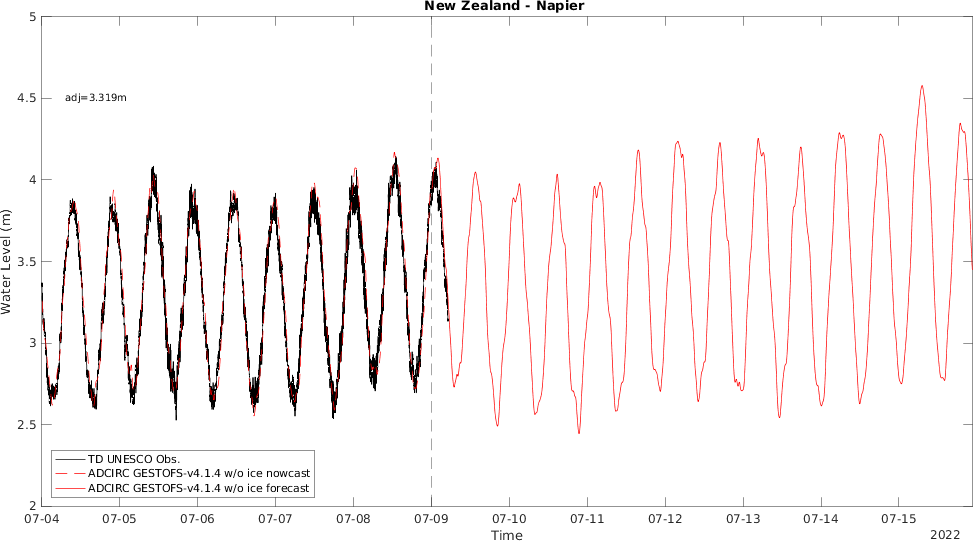 New Zealand - Napier
5
4.5
4
3.5
3
2.5
2
Water Level (m)
adj=3.319m
TD UNESCO Obs.
ADCIRC GESTOFS-v4.1.4 w/o ice nowcast
ADCIRC GESTOFS-v4.1.4 w/o ice forecast
07-04 07-05 07-06 07-07 07-08 07-09 07-10 07-11 07-12 07-13 07-14 07-15
Time
2022